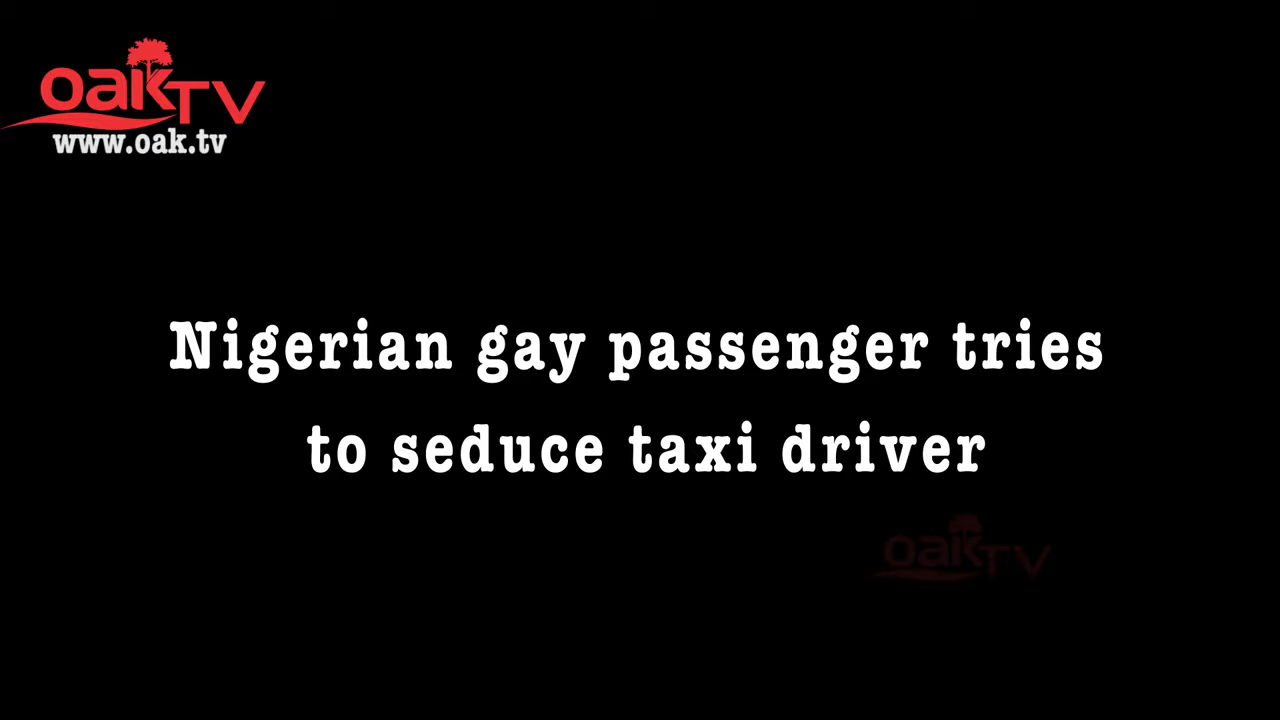 oakTV
www.oak.tv
Nigerian gay passenger tries
to seduce taxi driver
oakTV